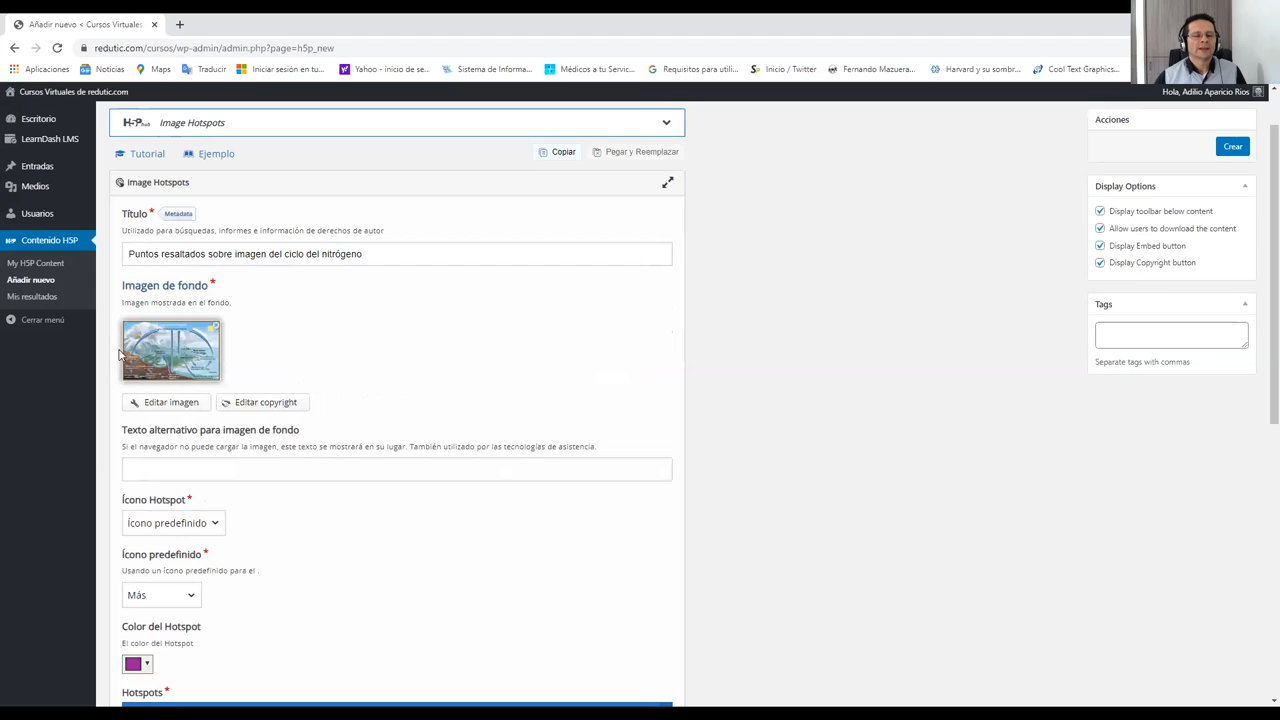 Añadir nuevo < Cursos Virtuales
redutic.com/cursos/wp-admin/admin.php?page=h5p_new
Aplicaciones Noticias Maps Traducir Iniciar sesión en tu... Yahoo - inicio de se... Sistema de Informa... Médicos a tu Servic... Requisitos para utili... Inicio / Twitter Fernando Mazuera... Harvard y su sombr... Cool Text Graphics...
Cursos Virtuales de redutic.com Hola, Adilio Aparicio Rios
Escritorio
LearnDash LMS
Entradas
Medios
Usuarios
Contenido H5P
My H5P Content
Añadir nuevo
Mis resultados
Cerrar menú
H5P hub Image Hotspots
Tutorial Ejemplo Copiar Pegar y Reemplazar
Image Hotspots
Título* Metadata
Utilizado para búsquedas, informes e información de derechos de autor
Puntos resaltados sobre imagen del ciclo del nitrógeno
Imagen de fondo*
Imagen mostrada en el fondo.
Editar imagen Editar copyright
Texto alternativo para imagen de fondo
Si el navegador no puede cargar la imagen, este texto se mostrará en su lugar. También utilizado por las tecnologías de asistencia.
Ícono Hotspot*
Ícono predefinido
Ícono predefinido*
Usando un ícono predefinido para el .
Más
Color del Hotspot
El color del Hotspot
Hotspots*
Acciones
Crear
Display Options
Display toolbar below content
Allow users to download the content
Display Embed button
Display Copyright button
Tags
Separate tags with commas